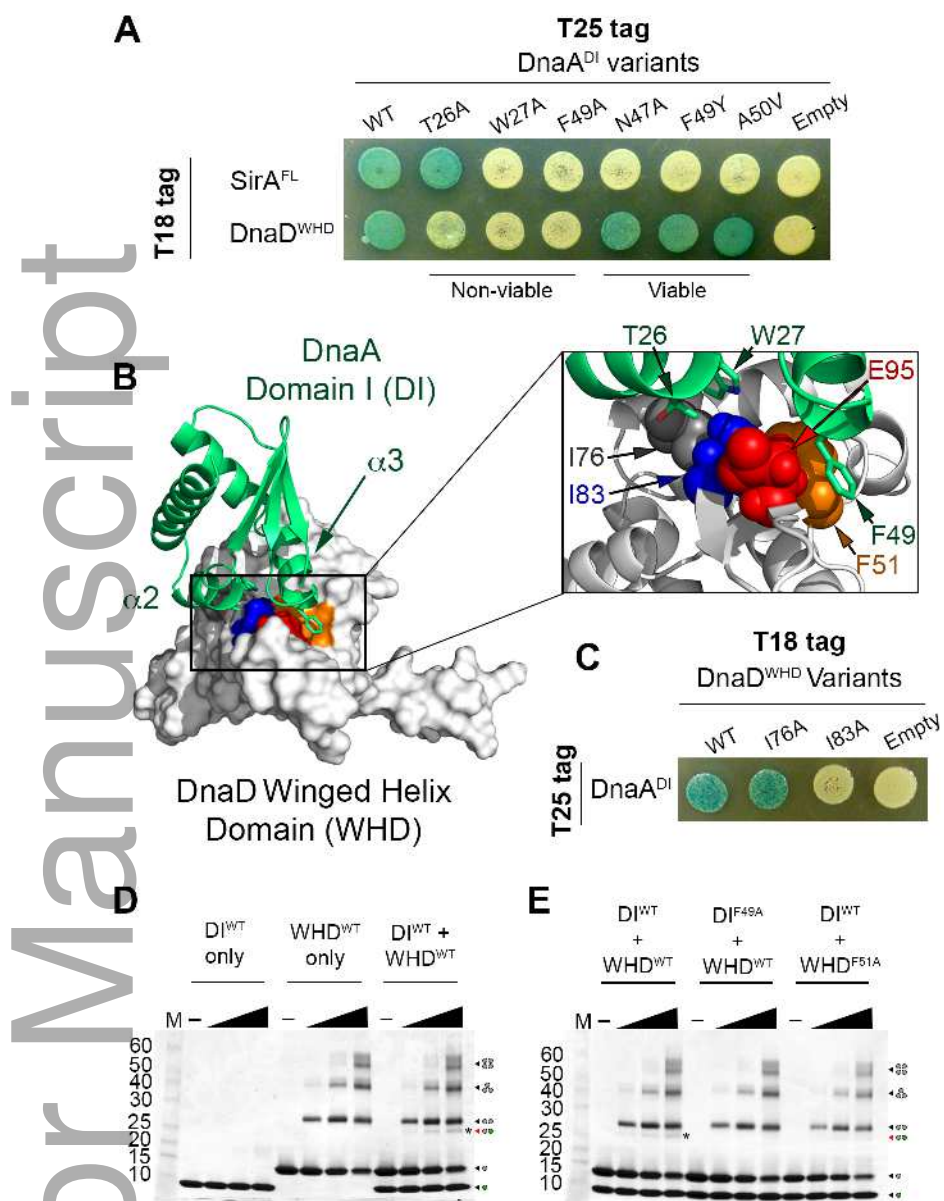 A
T25 tag
DnaA^DI variants
WT T26A W27A F49A N47A F49Y A50V Empty
T18 tag
SirA^FL
DnaD^WHD
Non-viable Viable
or Manuscript
B
DnaA
Domain I (DI)
α3
α2
DnaD Winged Helix
Domain (WHD)
T26 W27
E95
I76
I83
F49
F51
C
T18 tag
DnaD^WHD Variants
WT I76A I83A Empty
T25 tag
DnaA^DI
D
DI^WT only
WHD^WT only
DI^WT + WHD^WT
M – – –
60
50
40
30
25
20
15
10
*
E
DI^WT + WHD^WT
DI^F49A + WHD^WT
DI^WT + WHD^F51A
M – – –
60
50
40
30
25
20
15
10
*